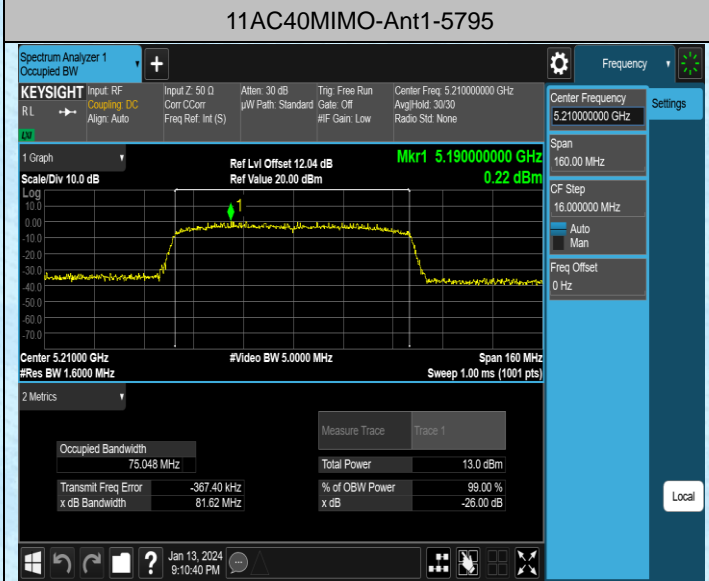 11AC40MIMO-Ant1-5795
Spectrum Analyzer 1
Occupied BW
+
Frequency
KEYSIGHT
RL
LXI
Input: RF
Coupling: DC
Align: Auto
Input Z: 50 Ω
Corr CCorr
Freq Ref: Int (S)
Atten: 30 dB
µW Path: Standard
Trig: Free Run
Gate: Off
#IF Gain: Low
Center Freq: 5.210000000 GHz
Avg|Hold: 30/30
Radio Std: None
Center Frequency
5.210000000 GHz
Settings
Span
160.00 MHz
CF Step
16.000000 MHz
Auto
Man
Freq Offset
0 Hz
1 Graph
Scale/Div 10.0 dB
Ref Lvl Offset 12.04 dB
Ref Value 20.00 dBm
Mkr1 5.190000000 GHz
0.22 dBm
Log
10.0
0.00
-10.0
-20.0
-30.0
-40.0
-50.0
-60.0
-70.0
1
Center 5.21000 GHz
#Video BW 5.0000 MHz
Span 160 MHz
#Res BW 1.6000 MHz
Sweep 1.00 ms (1001 pts)
2 Metrics
Measure Trace
Trace 1
Occupied Bandwidth
75.048 MHz
Total Power
13.0 dBm
Transmit Freq Error
-367.40 kHz
% of OBW Power
99.00 %
x dB Bandwidth
81.62 MHz
x dB
-26.00 dB
Local
?
Jan 13, 2024
9:10:40 PM